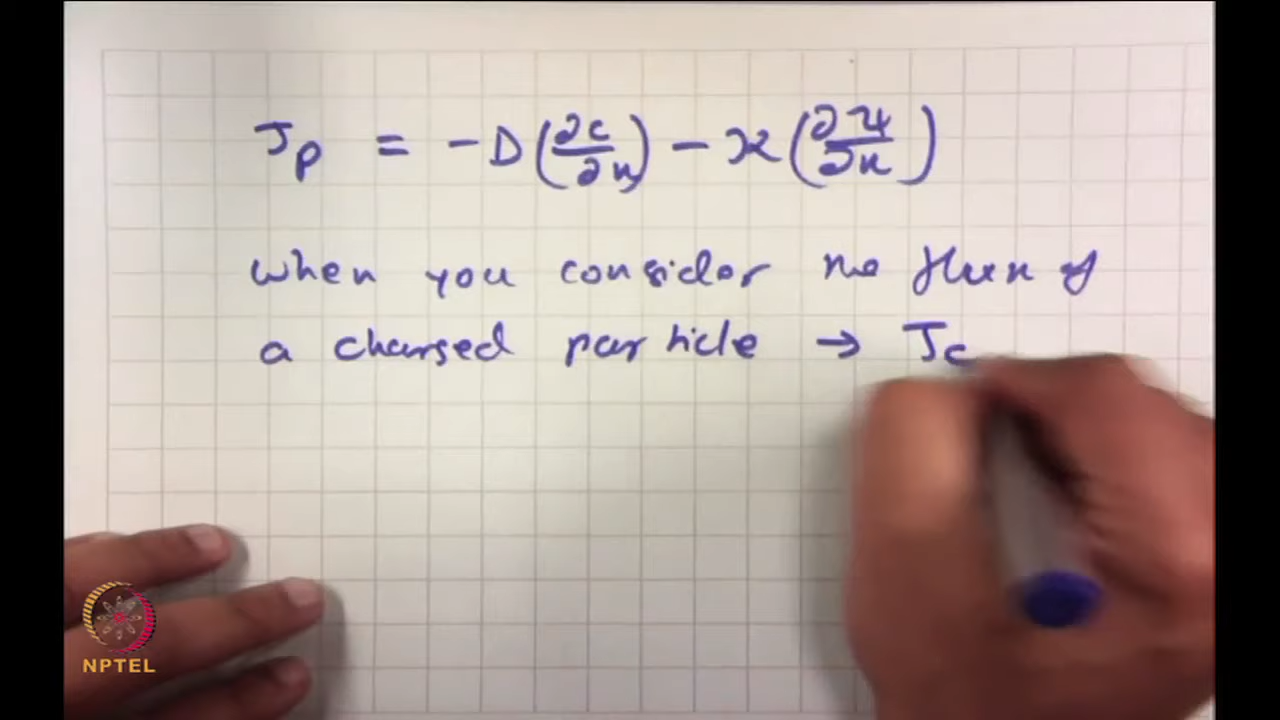 Jp = -D(∂c/∂x) - κ(∂ψ/∂x)
when you consider the flux of
a charged particle → Jc
NPTEL